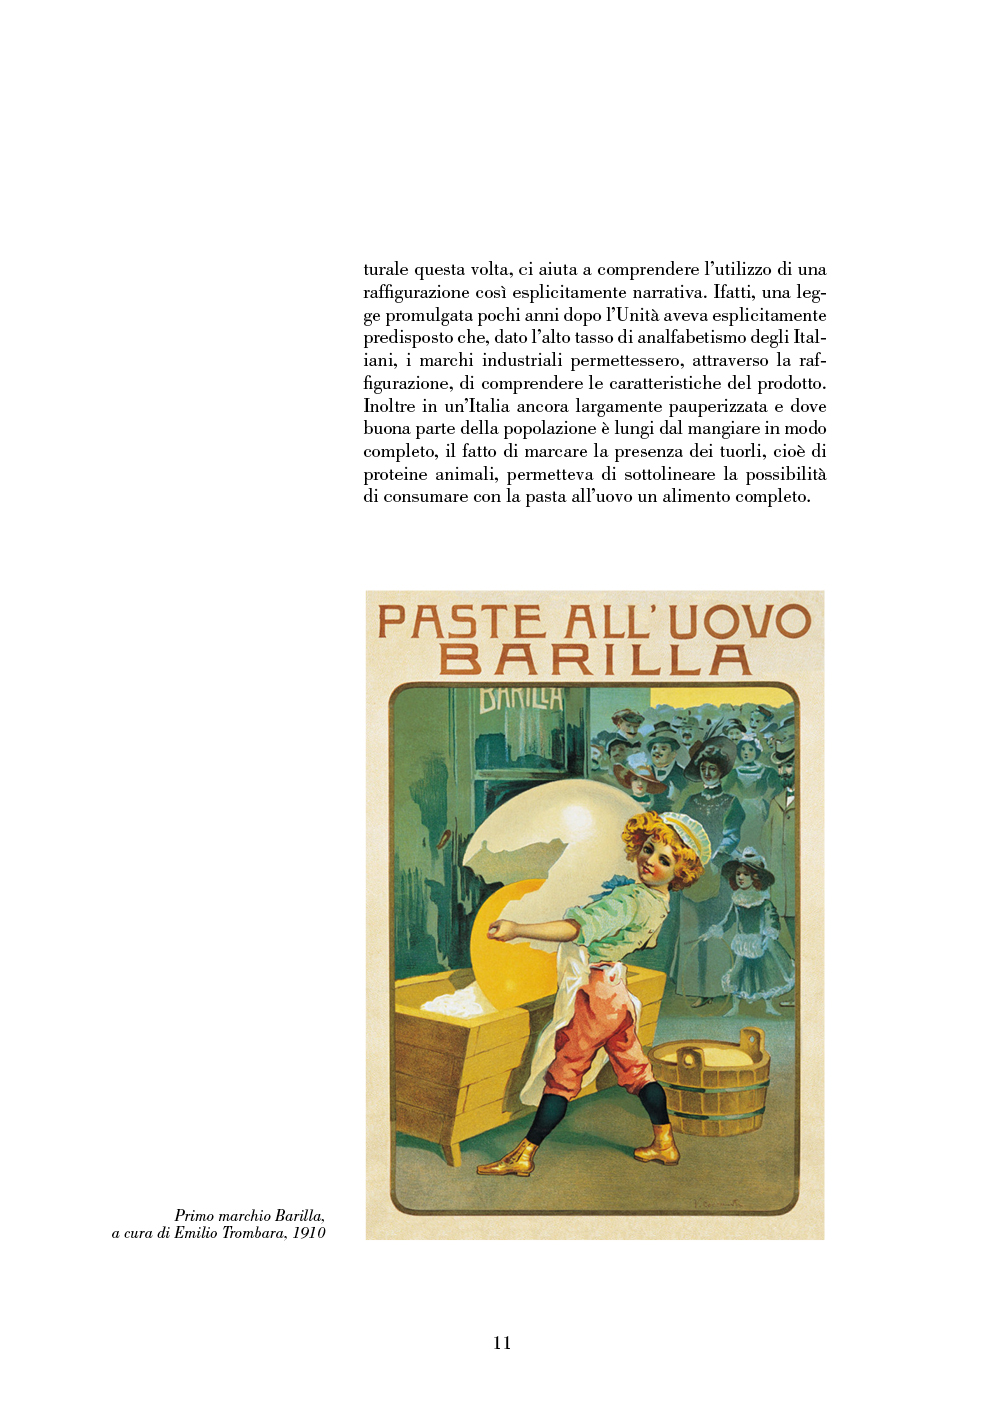 turale questa volta, ci aiuta a comprendere l'utilizzo di una
raffigurazione così esplicitamente narrativa. Ifatti, una leg-
ge promulgata pochi anni dopo l'Unità aveva esplicitamente
predisposto che, dato l'alto tasso di analfabetismo degli Ital-
iani, i marchi industriali permettessero, attraverso la raf-
figurazione, di comprendere le caratteristiche del prodotto.
Inoltre in un'Italia ancora largamente pauperizzata e dove
buona parte della popolazione è lungi dal mangiare in modo
completo, il fatto di marcare la presenza dei tuorli, cioè di
proteine animali, permetteva di sottolineare la possibilità
di consumare con la pasta all'uovo un alimento completo.
PASTE ALL'UOVO
BARILLA
BARILLA
Primo marchio Barilla,
a cura di Emilio Trombara, 1910
11